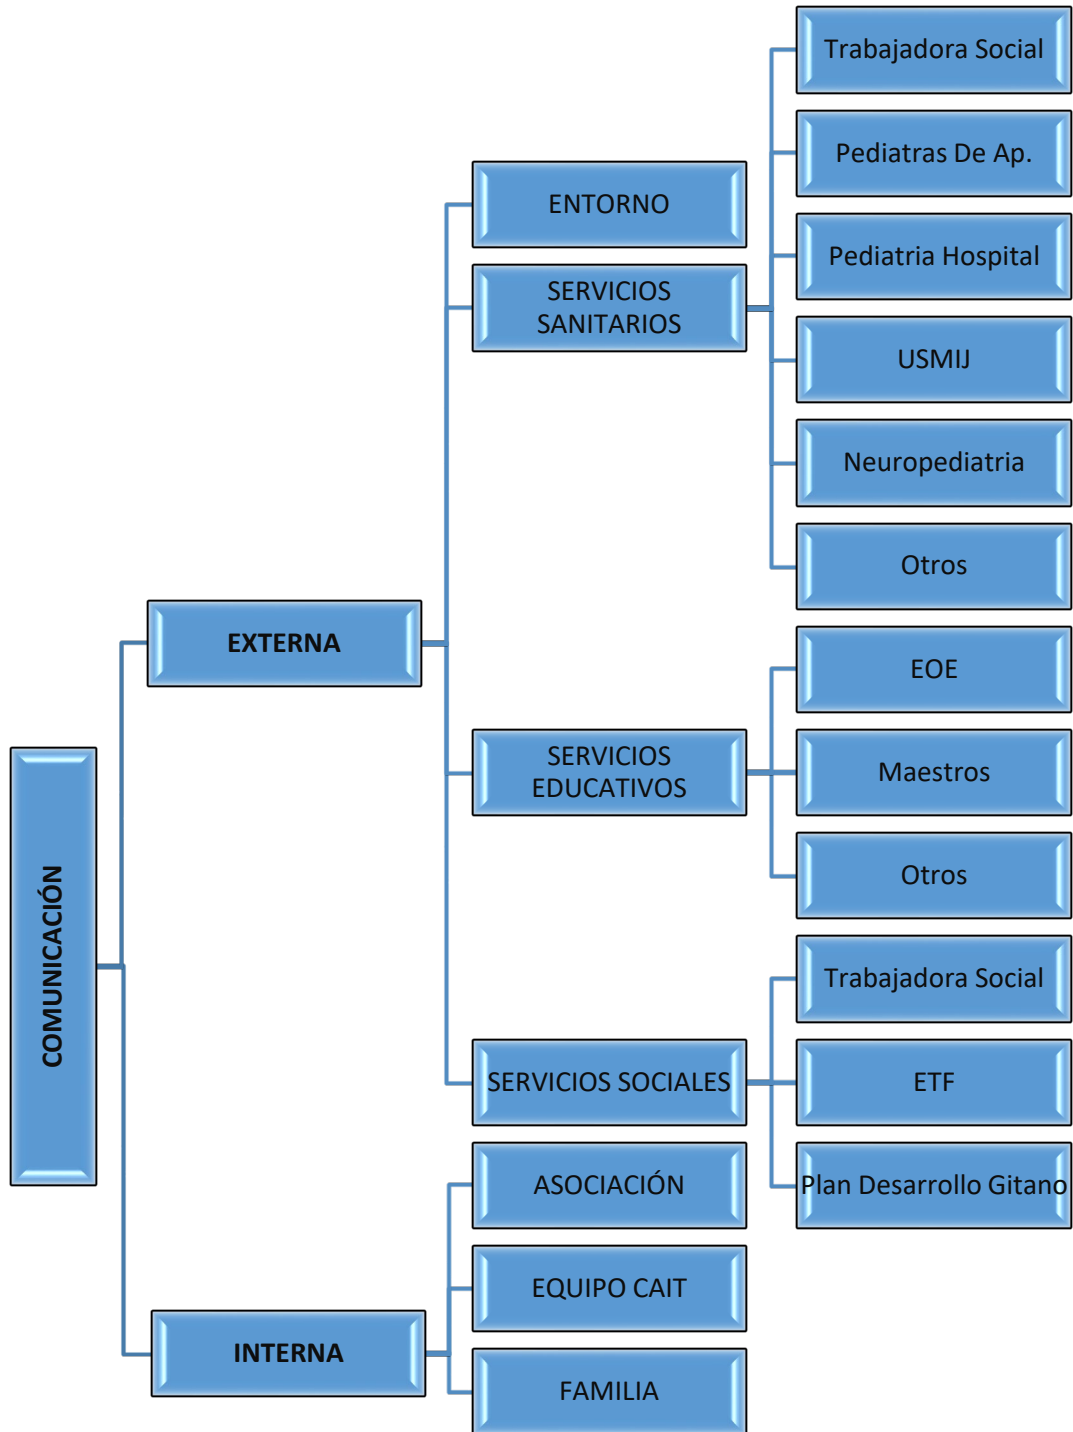 COMUNICACIÓN
EXTERNA
ENTORNO
SERVICIOS
SANITARIOS
Trabajadora Social
Pediatras De Ap.
Pediatria Hospital
USMIJ
Neuropediatria
Otros
SERVICIOS
EDUCATIVOS
EOE
Maestros
Otros
SERVICIOS SOCIALES
Trabajadora Social
ETF
Plan Desarrollo Gitano
INTERNA
ASOCIACIÓN
EQUIPO CAIT
FAMILIA